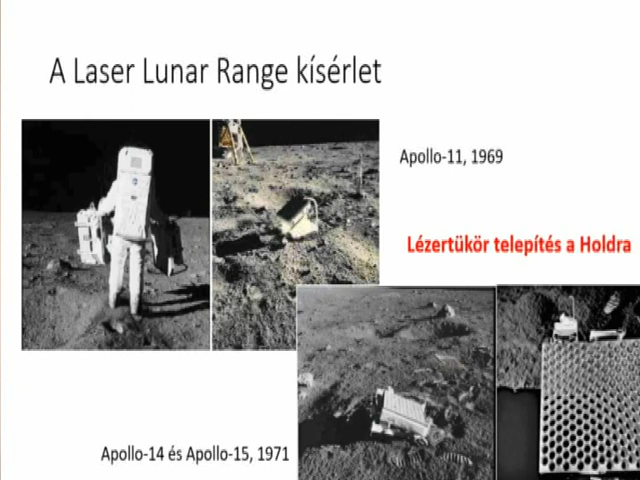 A Laser Lunar Range kísérlet
Apollo-11, 1969
Lézertükör telepítés a Holdra
Apollo-14 és Apollo-15, 1971